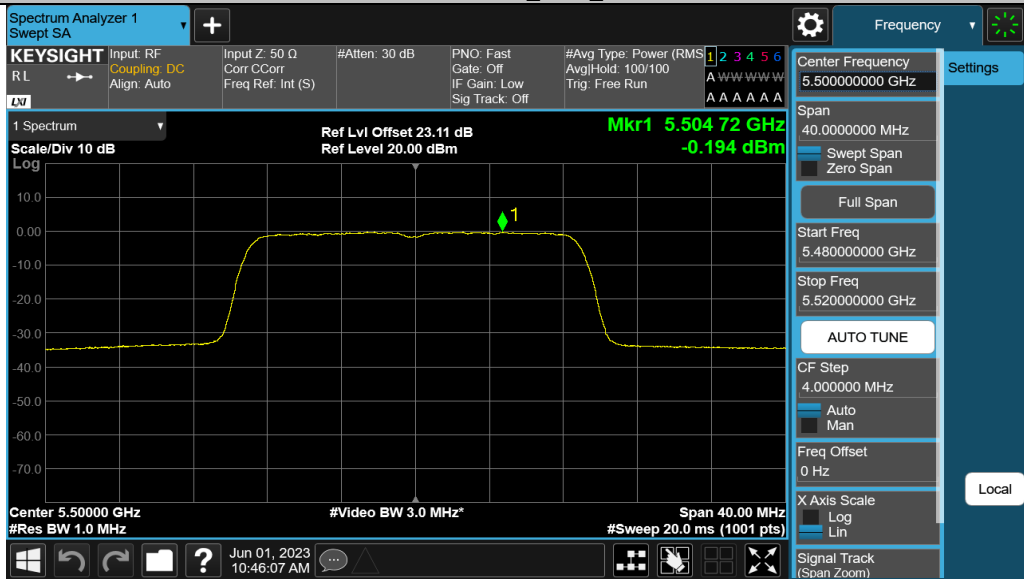 Spectrum Analyzer 1
Swept SA
+
Frequency
KEYSIGHT
R L
LXI
Input: RF
Coupling: DC
Align: Auto
Input Z: 50 Ω
Corr CCorr
Freq Ref: Int (S)
#Atten: 30 dB
PNO: Fast
Gate: Off
IF Gain: Low
Sig Track: Off
#Avg Type: Power (RMS
Avg|Hold: 100/100
Trig: Free Run
1 2 3 4 5 6
A W W W W W
A A A A A A
1 Spectrum
Scale/Div 10 dB
Log
Ref Lvl Offset 23.11 dB
Ref Level 20.00 dBm
Mkr1 5.504 72 GHz
-0.194 dBm
1
10.0
0.00
-10.0
-20.0
-30.0
-40.0
-50.0
-60.0
-70.0
Center 5.50000 GHz
#Res BW 1.0 MHz
#Video BW 3.0 MHz*
Span 40.00 MHz
#Sweep 20.0 ms (1001 pts)
?
Jun 01, 2023
10:46:07 AM
Center Frequency
5.500000000 GHz
Span
40.0000000 MHz
Swept Span
Zero Span
Full Span
Start Freq
5.480000000 GHz
Stop Freq
5.520000000 GHz
AUTO TUNE
CF Step
4.000000 MHz
Auto
Man
Freq Offset
0 Hz
X Axis Scale
Log
Lin
Signal Track
(Span Zoom)
Settings
Local